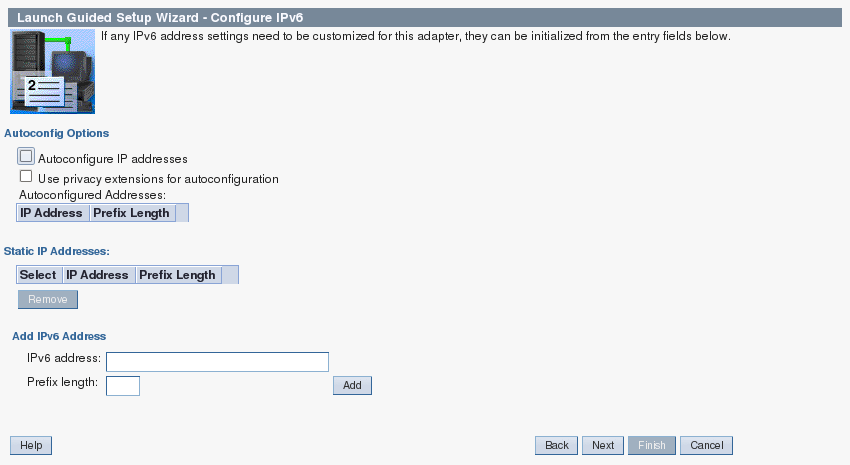 Launch Guided Setup Wizard - Configure IPv6
If any IPv6 address settings need to be customized for this adapter, they can be initialized from the entry fields below.
2
Autoconfig Options
Autoconfigure IP addresses
Use privacy extensions for autoconfiguration
Autoconfigured Addresses:
IP Address Prefix Length
Static IP Addresses:
Select IP Address Prefix Length
Remove
Add IPv6 Address
IPv6 address:
Prefix length:
Add
Help Back Next Finish Cancel